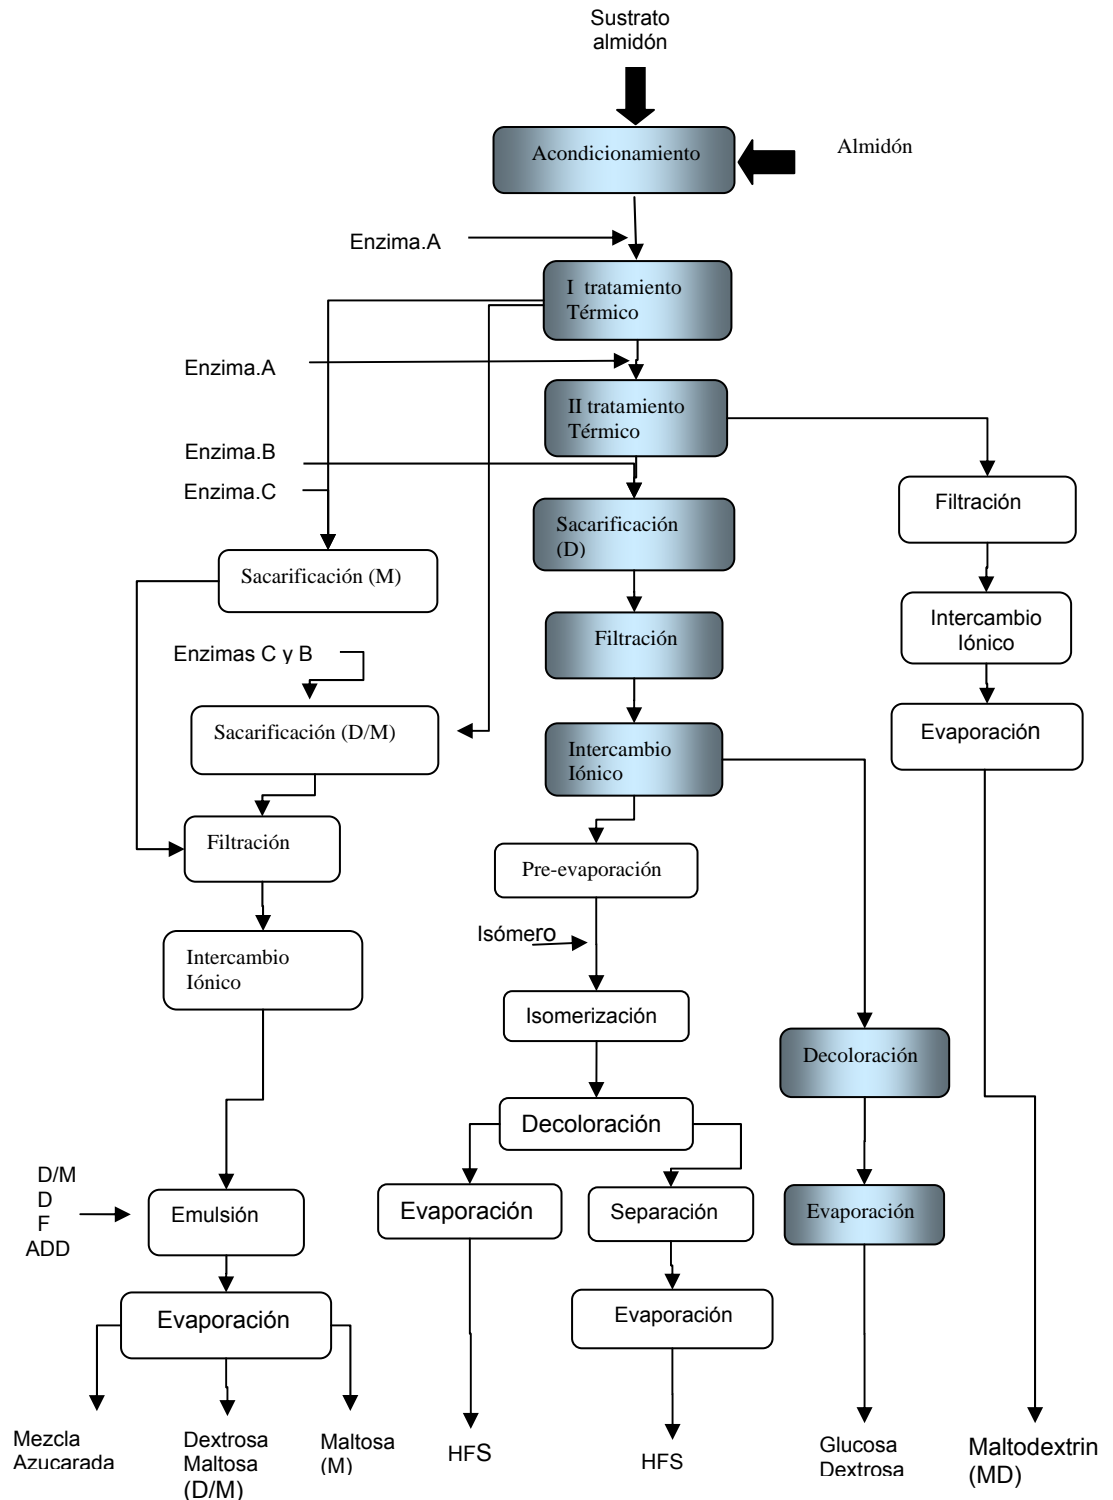 Sustrato
almidón
Acondicionamiento
Almidón
Enzima.A
I tratamiento
Térmico
Enzima.A
II tratamiento
Térmico
Enzima.B
Enzima.C
Filtración
Sacarificación
(D)
Sacarificación (M)
Intercambio
Iónico
Filtración
Enzimas C y B
Sacarificación (D/M)
Evaporación
Intercambio
Iónico
Filtración
Pre-evaporación
Isómero
Intercambio
Iónico
Isomerización
Decoloración
Decoloración
D/M
D
F
ADD
Emulsión
Evaporación
Separación
Evaporación
Evaporación
Evaporación
Mezcla
Azucarada
Dextrosa
Maltosa
(D/M)
Maltosa
(M)
HFS
HFS
Glucosa
Dextrosa
Maltodextrin
(MD)